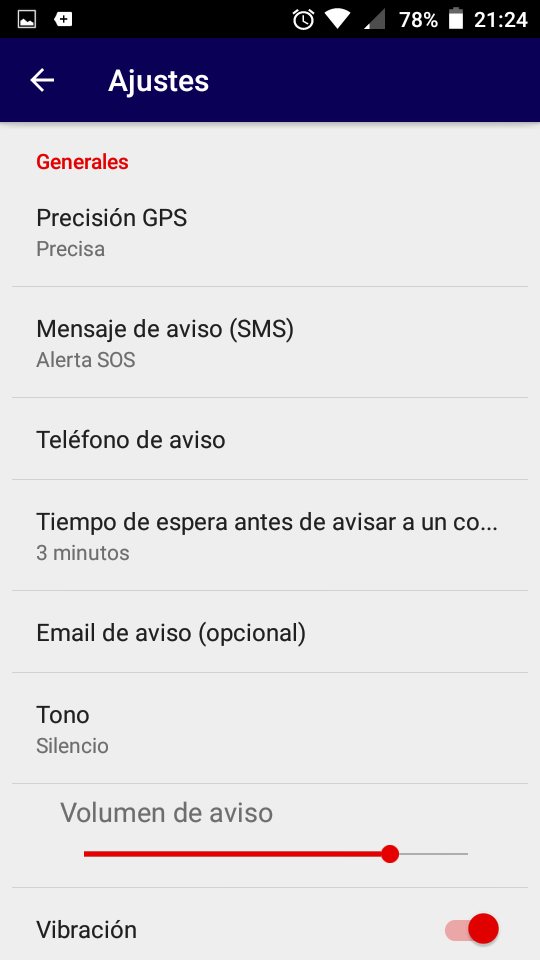 78% 21:24
Ajustes
Generales
Precisión GPS
Precisa
Mensaje de aviso (SMS)
Alerta SOS
Teléfono de aviso
Tiempo de espera antes de avisar a un co...
3 minutos
Email de aviso (opcional)
Tono
Silencio
Volumen de aviso
Vibración